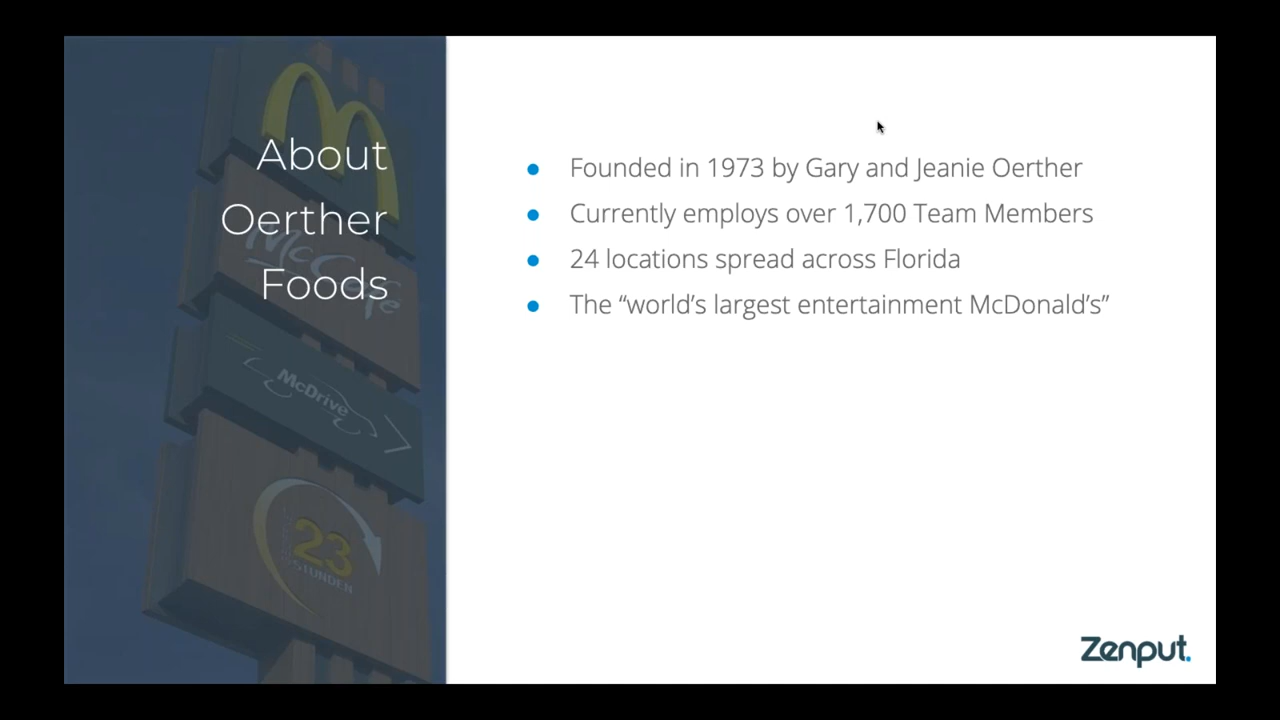 About
Oerther
Foods
McCafe
McDrive
23
STUNDEN
● Founded in 1973 by Gary and Jeanie Oerther
● Currently employs over 1,700 Team Members
● 24 locations spread across Florida
● The “world’s largest entertainment McDonald’s”
Zenput.